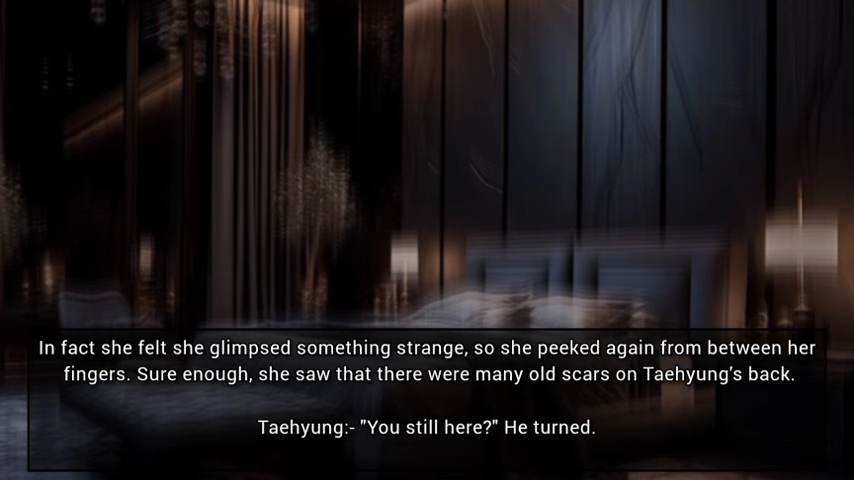 In fact she felt she glimpsed something strange, so she peeked again from between her
fingers. Sure enough, she saw that there were many old scars on Taehyung's back.
Taehyung:- "You still here?" He turned.